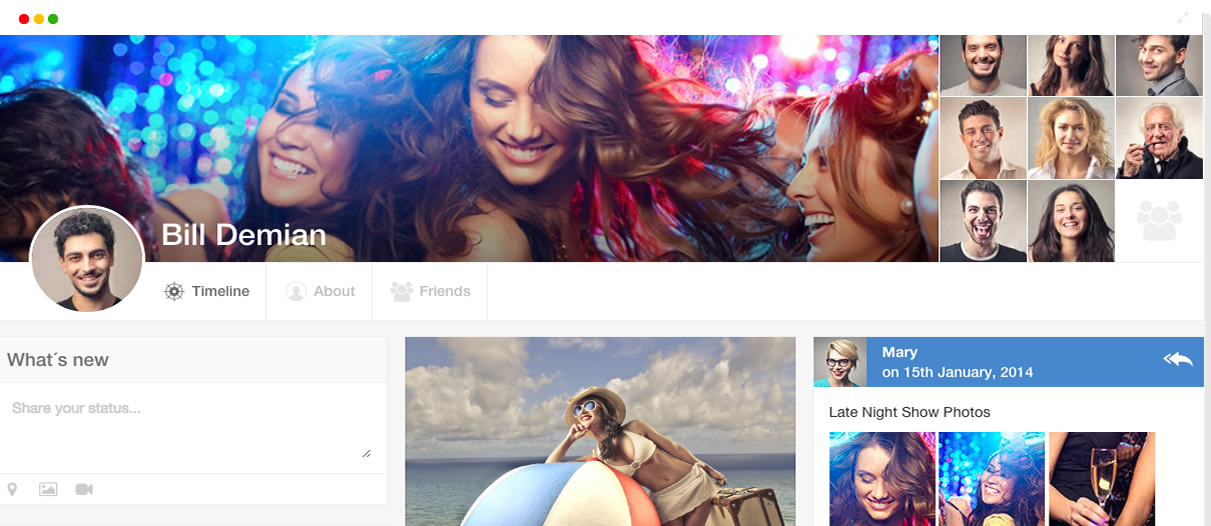 Bill Demian
Timeline
About
Friends
What´s new
Share your status...
Mary
on 15th January, 2014
Late Night Show Photos